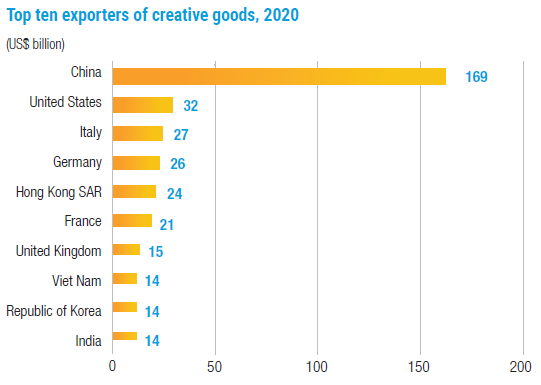 Top ten exporters of creative goods, 2020
(US$ billion)
China 169
United States 32
Italy 27
Germany 26
Hong Kong SAR 24
France 21
United Kingdom 15
Viet Nam 14
Republic of Korea 14
India 14
0 50 100 150 200